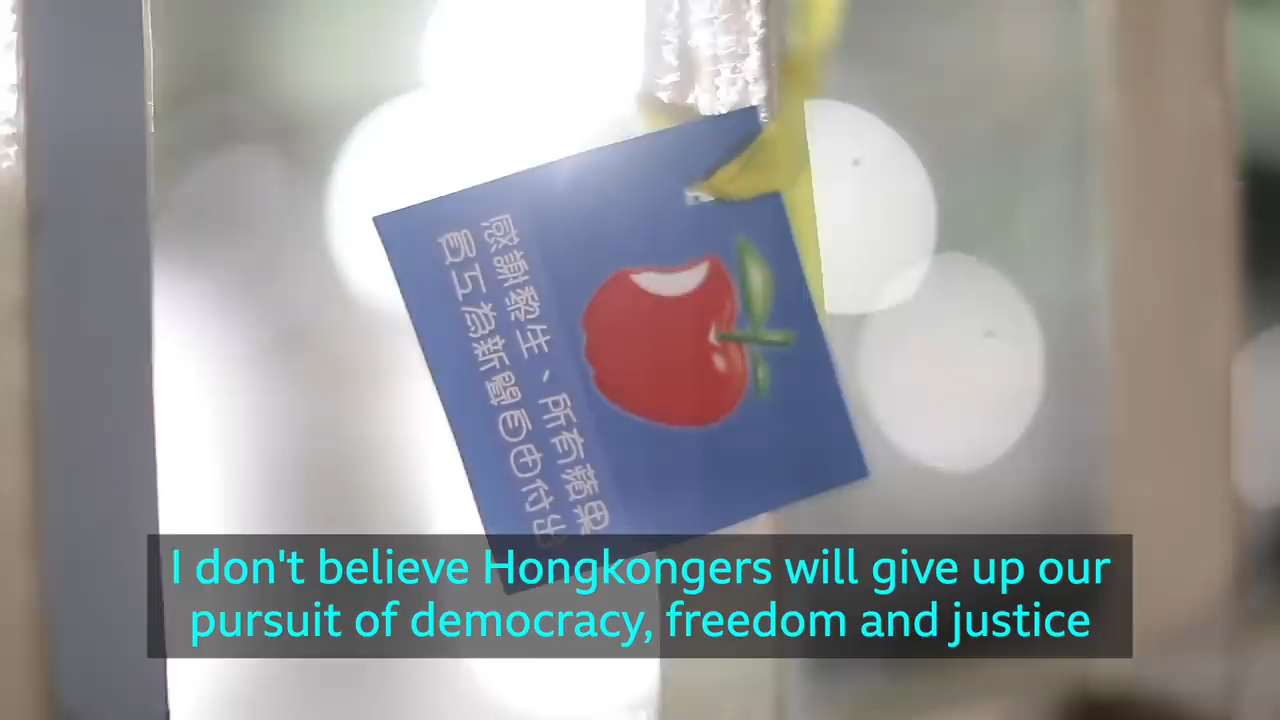 感謝黎生、所有蘋果
員工為新聞自由付出
I don't believe Hongkongers will give up our
pursuit of democracy, freedom and justice